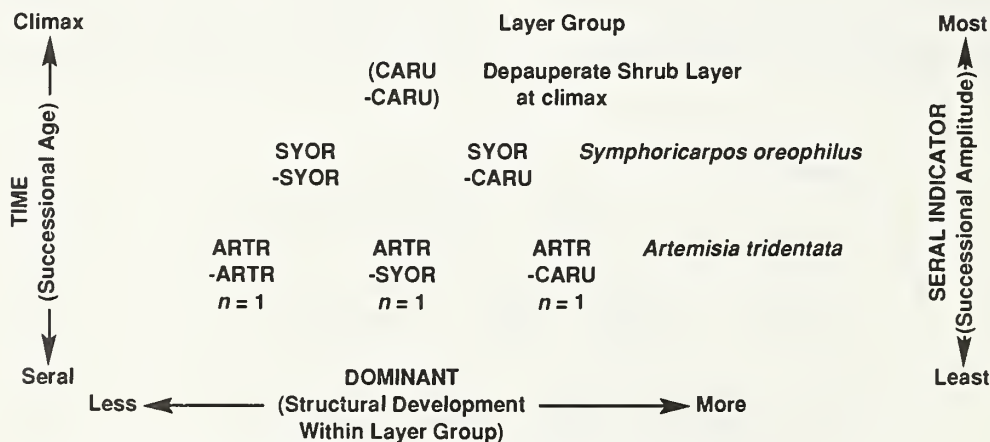 Climax Layer Group Most
(CARU Depauperate Shrub Layer
-CARU) at climax
SYOR SYOR Symphoricarpos oreophilus
-SYOR -CARU
ARTR ARTR ARTR Artemisia tridentata
-ARTR -SYOR -CARU
n = 1 n = 1 n = 1
TIME
(Successional Age)
SERAL INDICATOR
(Successional Amplitude)
Seral DOMINANT Least
Less (Structural Development More
Within Layer Group)